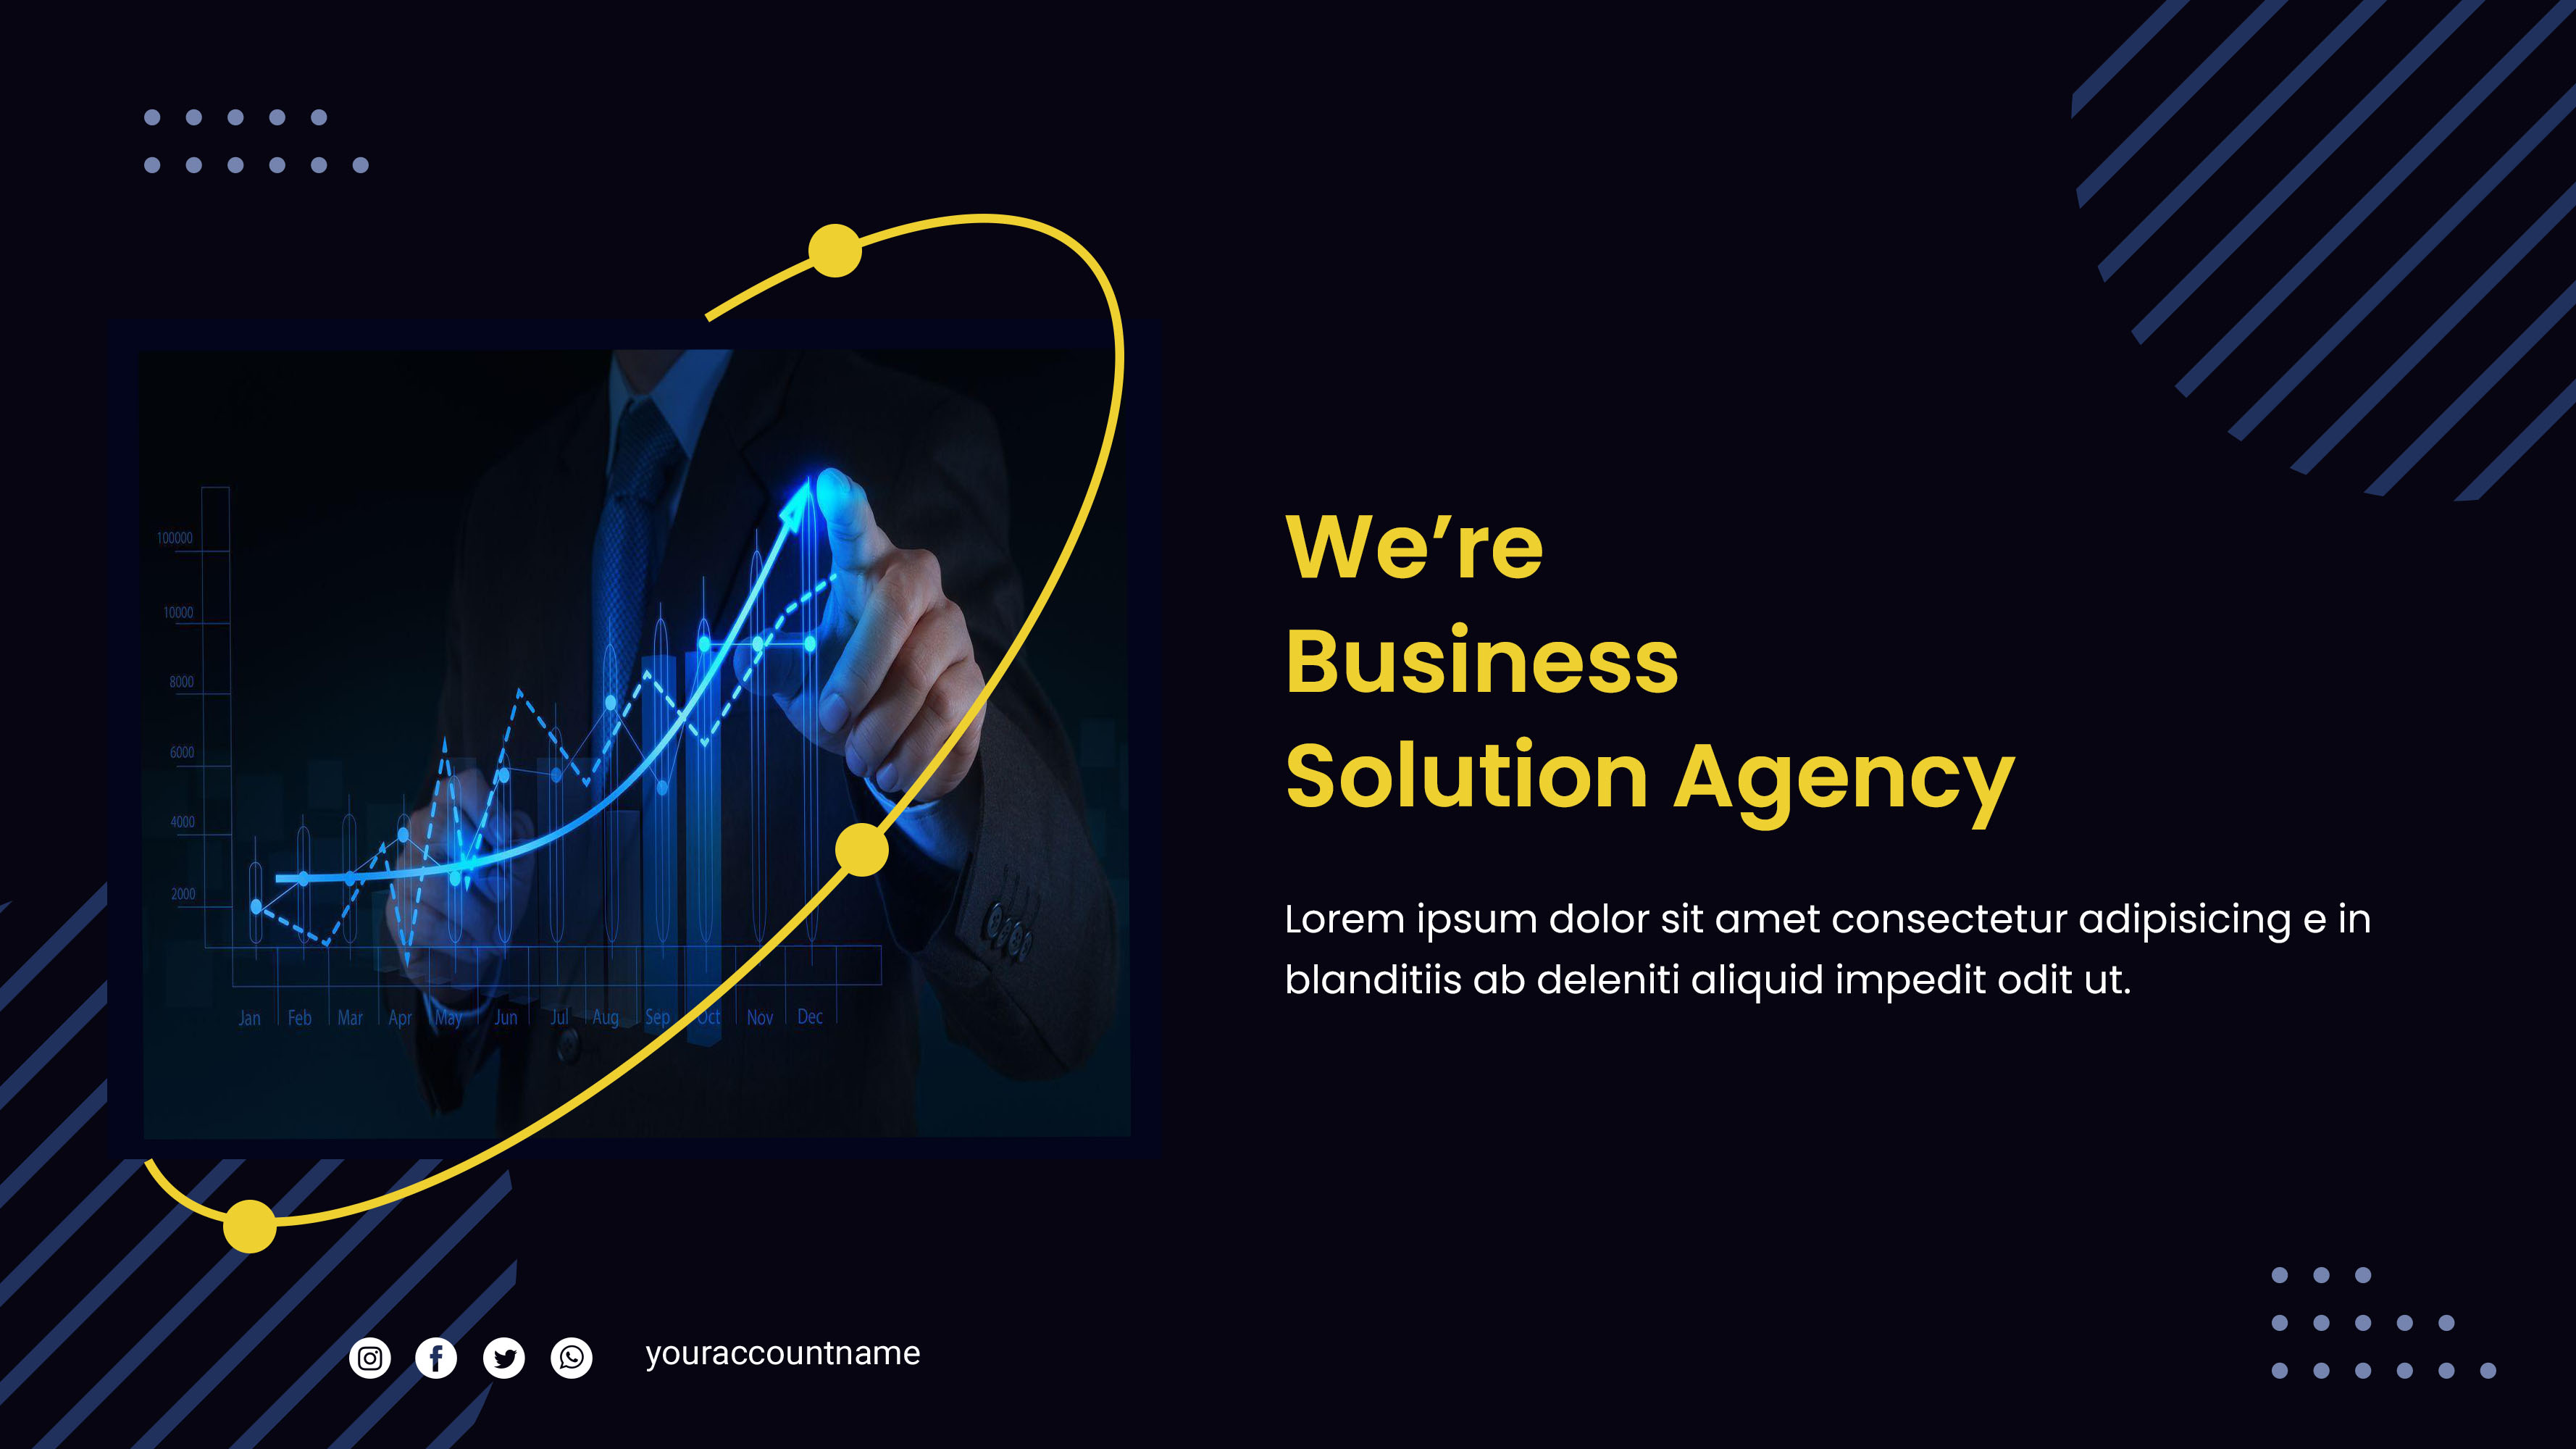 We’re
Business
Solution Agency
Lorem ipsum dolor sit amet consectetur adipisicing e in
blanditiis ab deleniti aliquid impedit odit ut.
100000
10000
8000
6000
4000
2000
Jan Feb Mar Apr May Jun Jul Aug Sep Oct Nov Dec
youraccountname